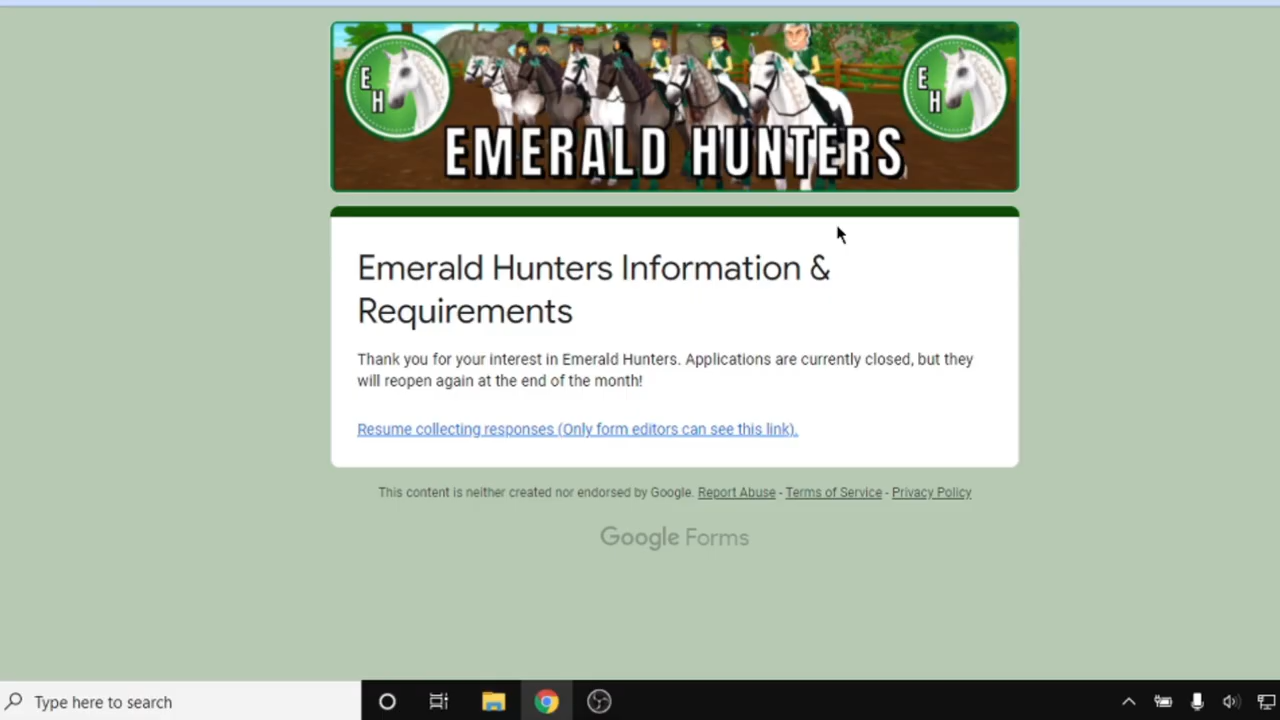 E
H
E
H
EMERALD HUNTERS
Emerald Hunters Information &
Requirements
Thank you for your interest in Emerald Hunters. Applications are currently closed, but they
will reopen again at the end of the month!
Resume collecting responses (Only form editors can see this link).
This content is neither created nor endorsed by Google. Report Abuse - Terms of Service - Privacy Policy
Google Forms
Type here to search